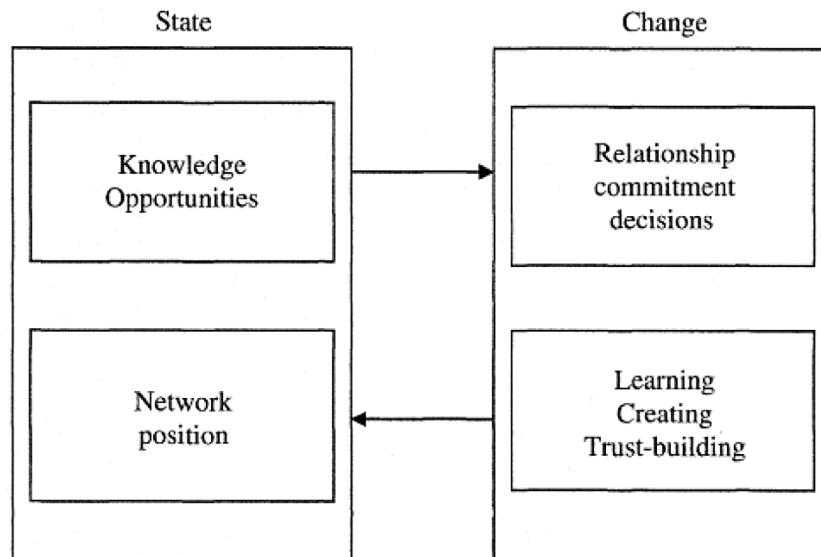 State
Change
Knowledge
Opportunities
Relationship
commitment
decisions
Network
position
Learning
Creating
Trust-building